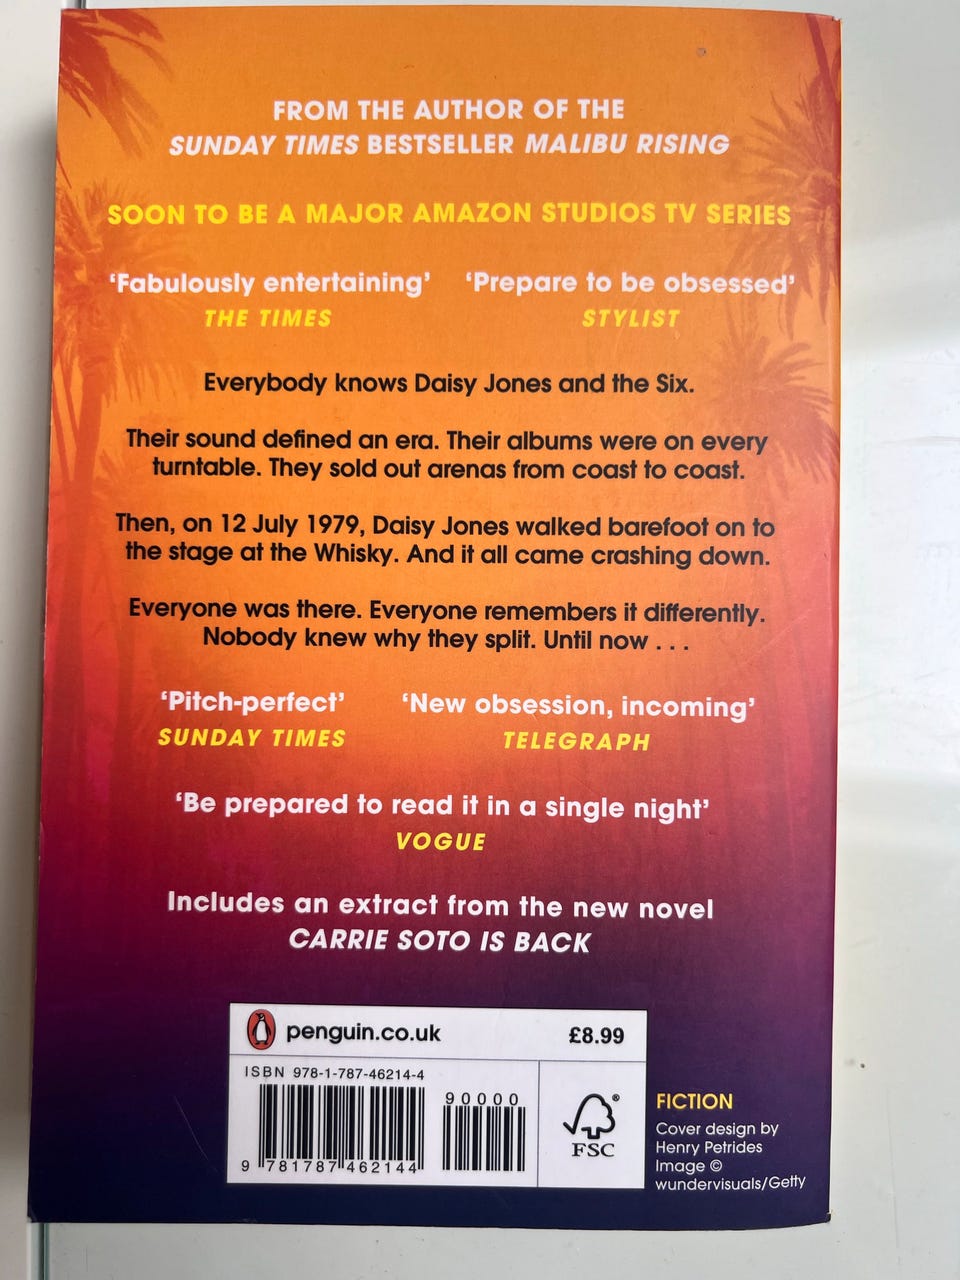 FROM THE AUTHOR OF THE
SUNDAY TIMES BESTSELLER MALIBU RISING
SOON TO BE A MAJOR AMAZON STUDIOS TV SERIES
‘Fabulously entertaining’ ‘Prepare to be obsessed’
THE TIMES STYLIST
Everybody knows Daisy Jones and the Six.
Their sound defined an era. Their albums were on every
turntable. They sold out arenas from coast to coast.
Then, on 12 July 1979, Daisy Jones walked barefoot on to
the stage at the Whisky. And it all came crashing down.
Everyone was there. Everyone remembers it differently.
Nobody knew why they split. Until now . . .
‘Pitch-perfect’ ‘New obsession, incoming’
SUNDAY TIMES TELEGRAPH
‘Be prepared to read it in a single night’
VOGUE
Includes an extract from the new novel
CARRIE SOTO IS BACK
penguin.co.uk £8.99
ISBN 978-1-787-46214-4
90000
9 781787 462144
FSC
FICTION
Cover design by
Henry Petrides
Image ©
wundervisuals/Getty